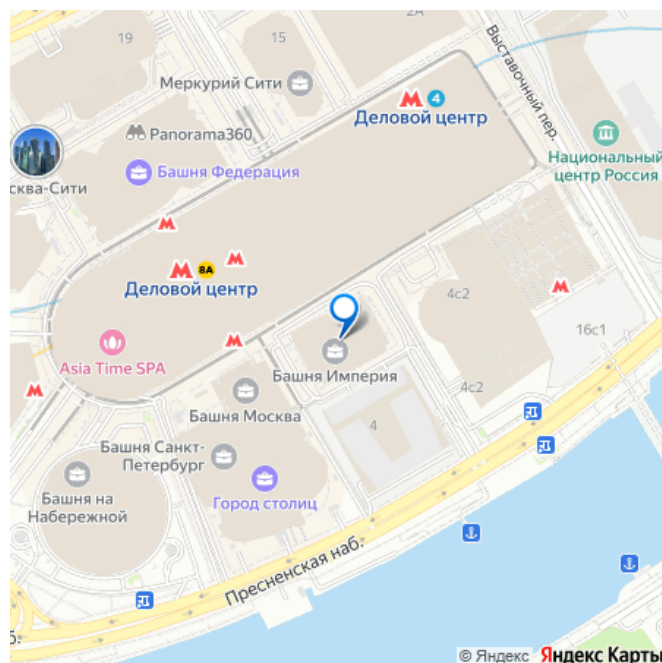 2А
19
15
Выставочный пер.
Меркурий Сити
М 4
Деловой центр
Panorama360
Национальный
центр Россия
сква-Сити
Башня Федерация
М
М
М 8А
Деловой центр
М
4с2
16с1
Asia Time SPA
М
Башня Империя
М
4с2
Башня Москва
4
Башня Санкт-
Петербург
Город столиц
Башня на
Набережной
Пресненская наб.
б.
© Яндекс Яндекс Карты